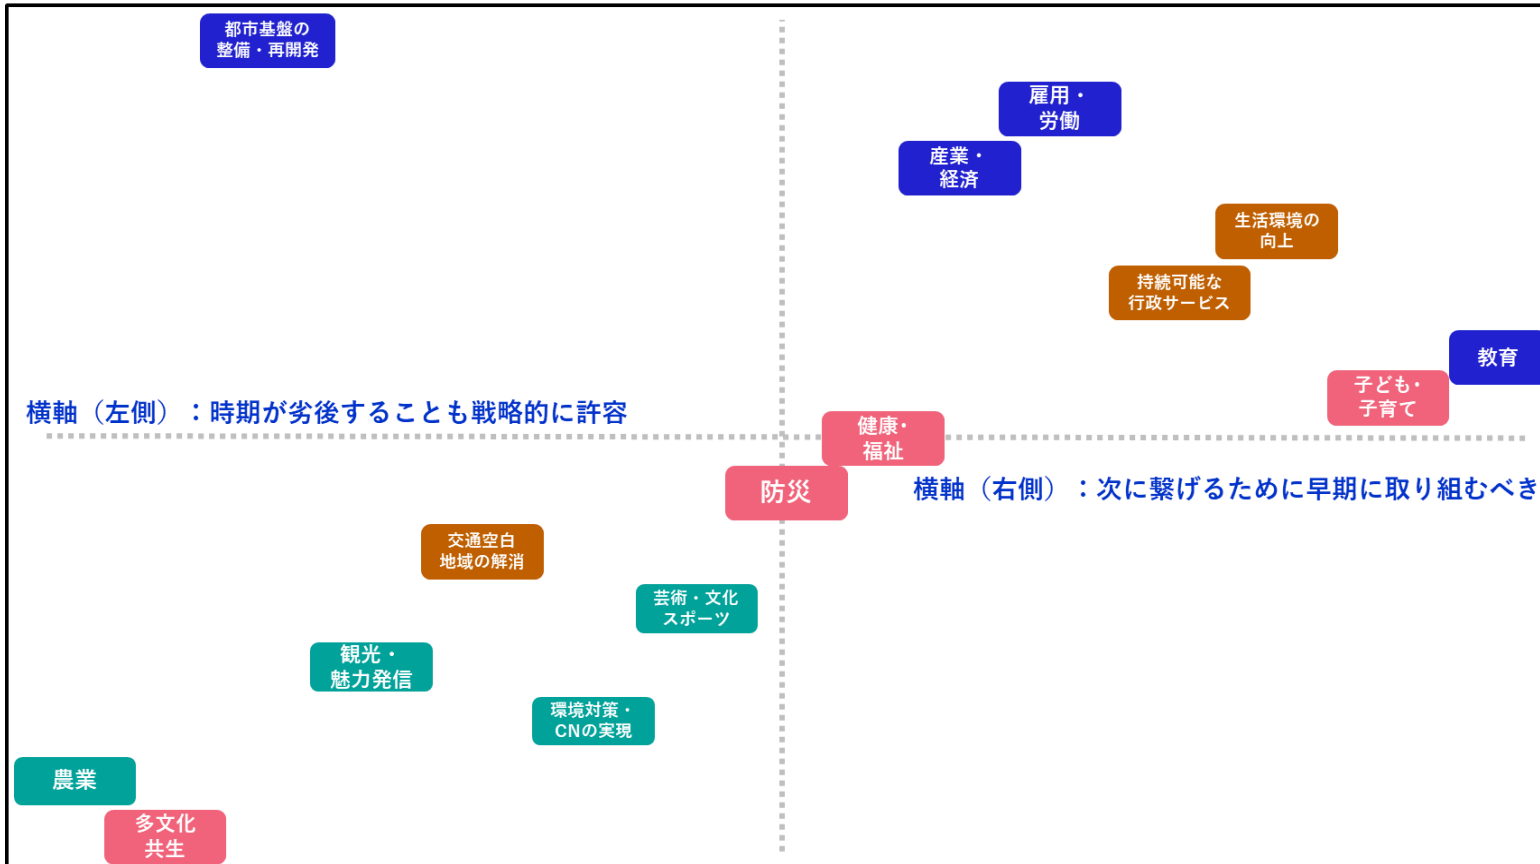 都市基盤の
整備・再開発
雇用・
労働
産業・
経済
生活環境の
向上
持続可能な
行政サービス
教育
子ども・
子育て
横軸（左側）：時期が劣後することも戦略的に許容
健康・
福祉
防災
横軸（右側）：次に繋げるために早期に取り組むべき
交通空白
地域の解消
芸術・文化
スポーツ
観光・
魅力発信
環境対策・
CNの実現
農業
多文化
共生